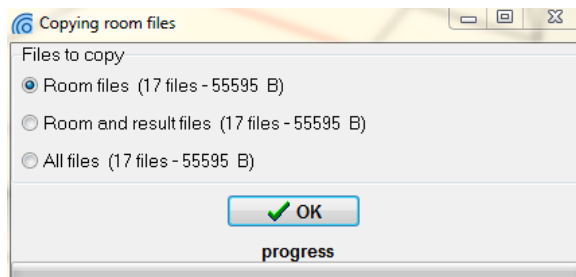 Copying room files
Files to copy
Room files (17 files - 55595 B)
Room and result files (17 files - 55595 B)
All files (17 files - 55595 B)
OK
progress